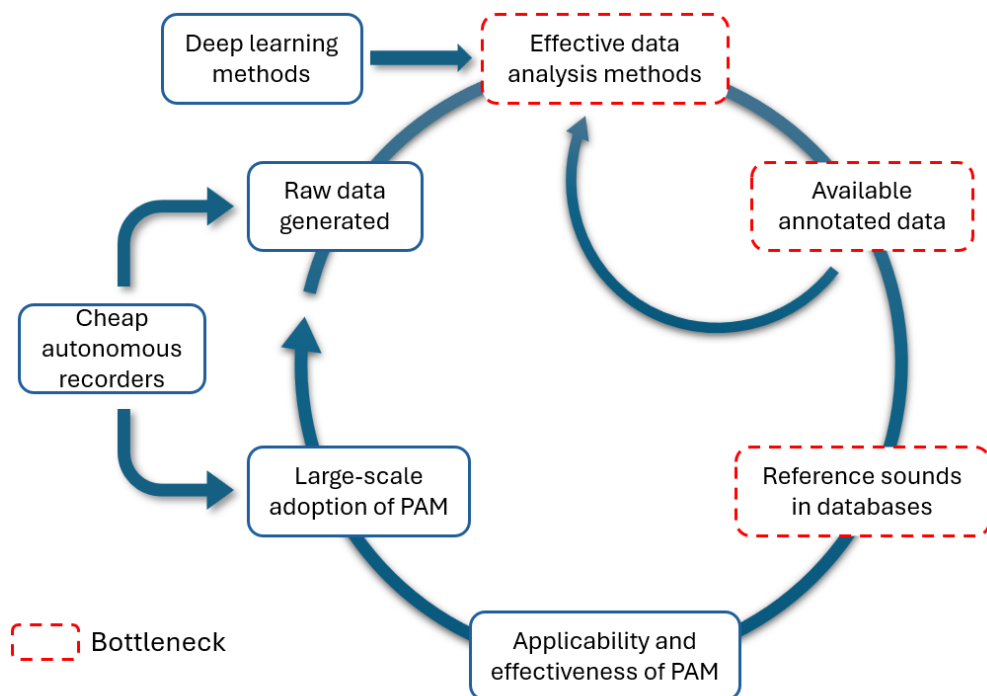 Deep learning
methods
Effective data
analysis methods
Raw data
generated
Available
annotated data
Cheap
autonomous
recorders
Large-scale
adoption of PAM
Reference sounds
in databases
Applicability and
effectiveness of PAM
Bottleneck